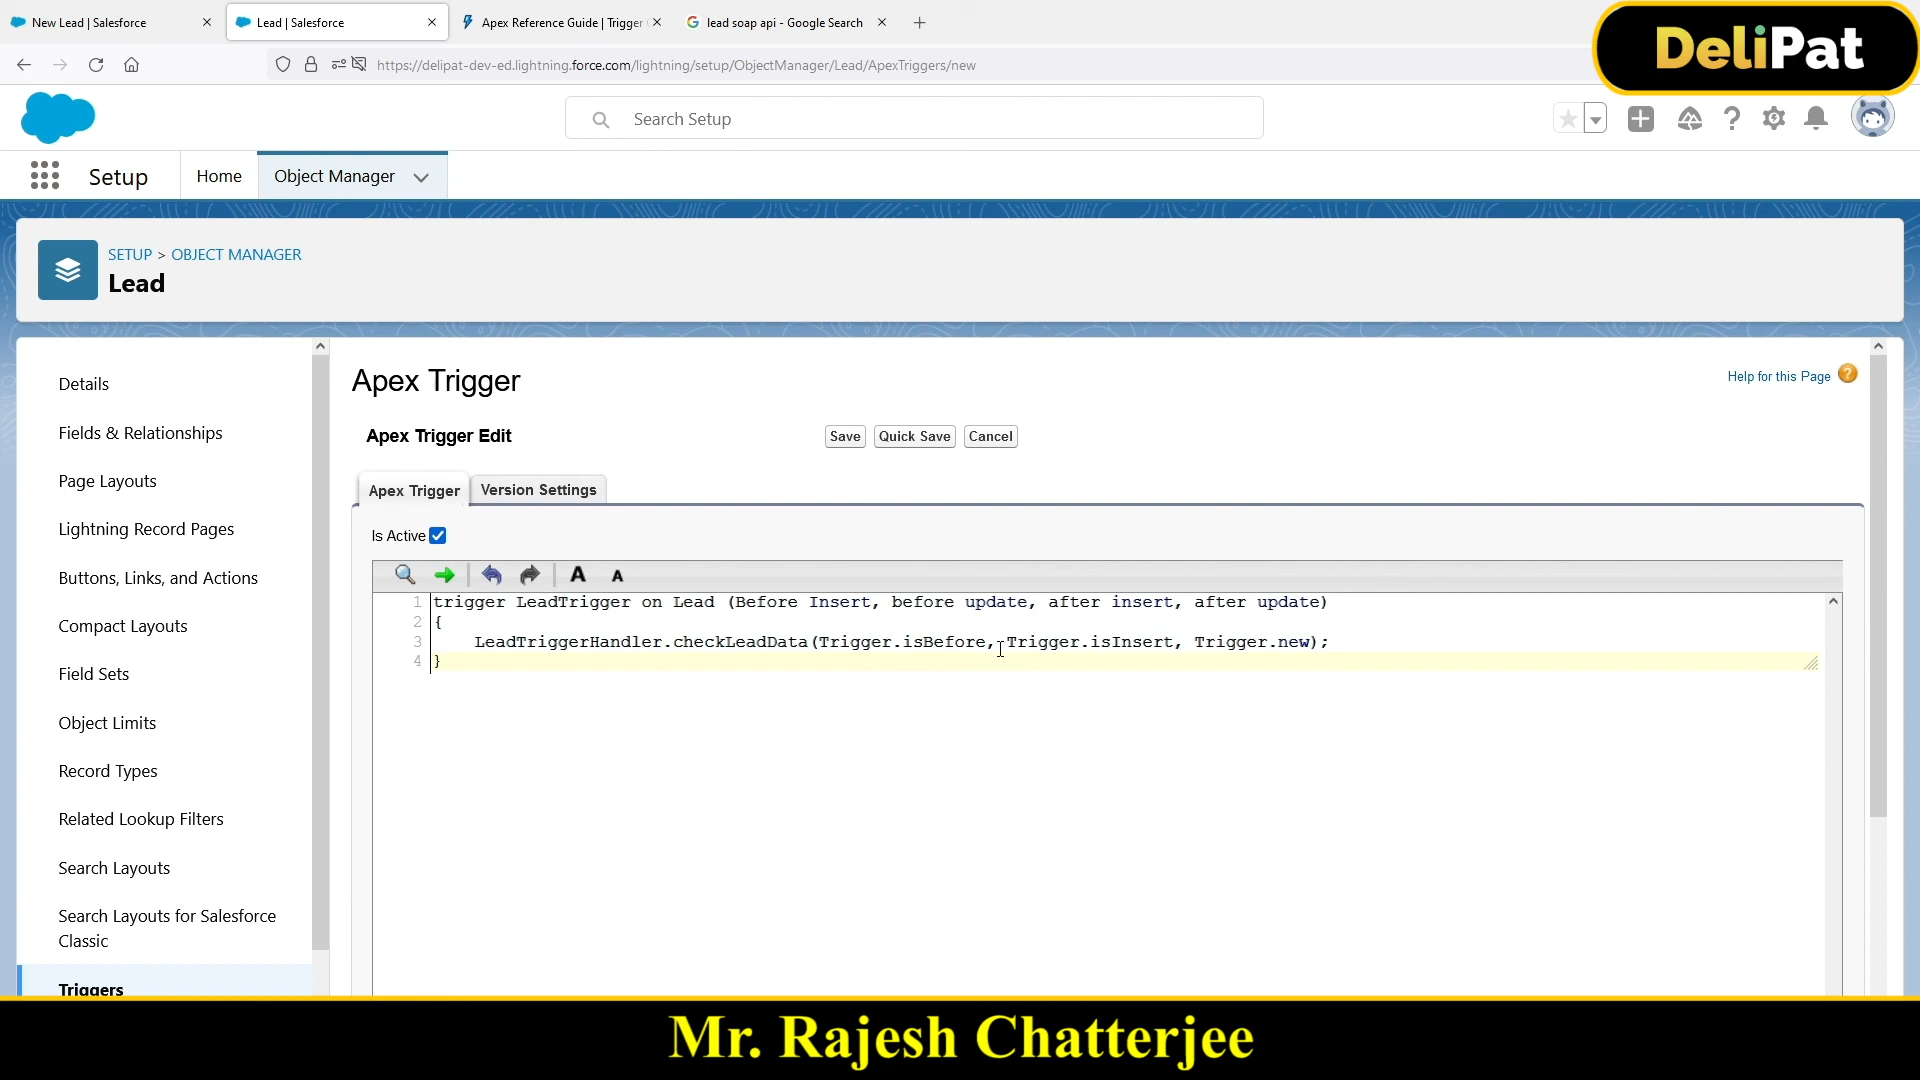 New Lead | Salesforce
Lead | Salesforce
Apex Reference Guide | Trigger
lead soap api - Google Search
https://delipat-dev-ed.lightning.force.com/lightning/setup/ObjectManager/Lead/ApexTriggers/new
DeliPat
Search Setup
Setup
Home
Object Manager
SETUP > OBJECT MANAGER
Lead
Details
Fields & Relationships
Page Layouts
Lightning Record Pages
Buttons, Links, and Actions
Compact Layouts
Field Sets
Object Limits
Record Types
Related Lookup Filters
Search Layouts
Search Layouts for Salesforce
Classic
Triggers
Apex Trigger
Help for this Page
Apex Trigger Edit
Save
Quick Save
Cancel
Apex Trigger
Version Settings
Is Active
A A
1 trigger LeadTrigger on Lead (Before Insert, before update, after insert, after update)
2 {
3 LeadTriggerHandler.checkLeadData(Trigger.isBefore, Trigger.isInsert, Trigger.new);
4 }
Mr. Rajesh Chatterjee